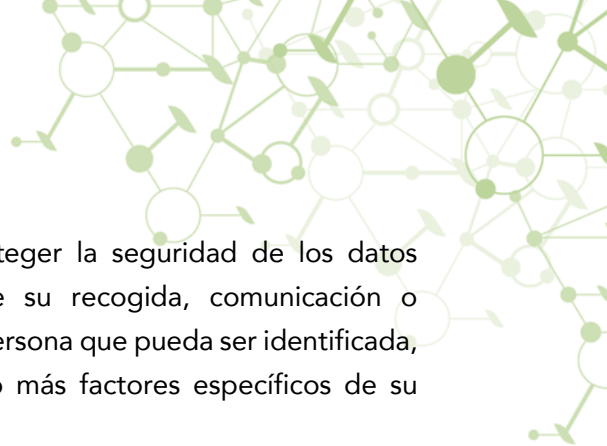 teger la seguridad de los datos
e su recogida, comunicación o
ersona que pueda ser identificada,
o más factores específicos de su